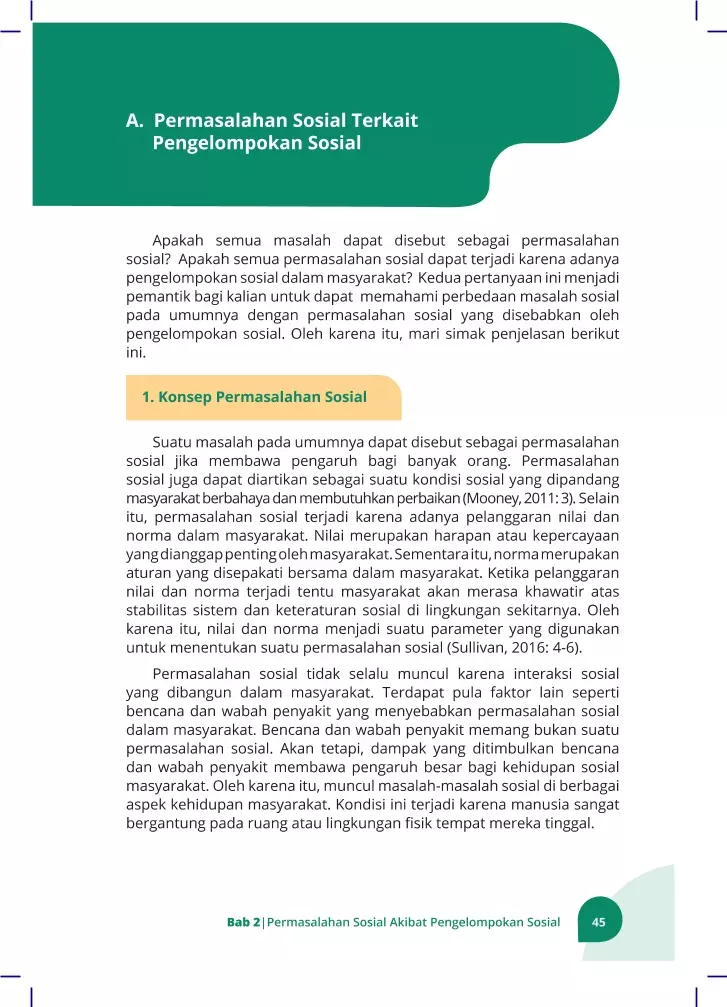 A. Permasalahan Sosial Terkait
Pengelompokan Sosial
Apakah semua masalah dapat disebut sebagai permasalahan
sosial? Apakah semua permasalahan sosial dapat terjadi karena adanya
pengelompokan sosial dalam masyarakat? Kedua pertanyaan ini menjadi
pemantik bagi kalian untuk dapat memahami perbedaan masalah sosial
pada umumnya dengan permasalahan sosial yang disebabkan oleh
pengelompokan sosial. Oleh karena itu, mari simak penjelasan berikut
ini.
1. Konsep Permasalahan Sosial
Suatu masalah pada umumnya dapat disebut sebagai permasalahan
sosial jika membawa pengaruh bagi banyak orang. Permasalahan
sosial juga dapat diartikan sebagai suatu kondisi sosial yang dipandang
masyarakat berbahaya dan membutuhkan perbaikan (Mooney, 2011: 3). Selain
itu, permasalahan sosial terjadi karena adanya pelanggaran nilai dan
norma dalam masyarakat. Nilai merupakan harapan atau kepercayaan
yang dianggap penting oleh masyarakat. Sementara itu, norma merupakan
aturan yang disepakati bersama dalam masyarakat. Ketika pelanggaran
nilai dan norma terjadi tentu masyarakat akan merasa khawatir atas
stabilitas sistem dan keteraturan sosial di lingkungan sekitarnya. Oleh
karena itu, nilai dan norma menjadi suatu parameter yang digunakan
untuk menentukan suatu permasalahan sosial (Sullivan, 2016: 4-6).
Permasalahan sosial tidak selalu muncul karena interaksi sosial
yang dibangun dalam masyarakat. Terdapat pula faktor lain seperti
bencana dan wabah penyakit yang menyebabkan permasalahan sosial
dalam masyarakat. Bencana dan wabah penyakit memang bukan suatu
permasalahan sosial. Akan tetapi, dampak yang ditimbulkan bencana
dan wabah penyakit membawa pengaruh besar bagi kehidupan sosial
masyarakat. Oleh karena itu, muncul masalah-masalah sosial di berbagai
aspek kehidupan masyarakat. Kondisi ini terjadi karena manusia sangat
bergantung pada ruang atau lingkungan fisik tempat mereka tinggal.
Bab 2|Permasalahan Sosial Akibat Pengelompokan Sosial 45